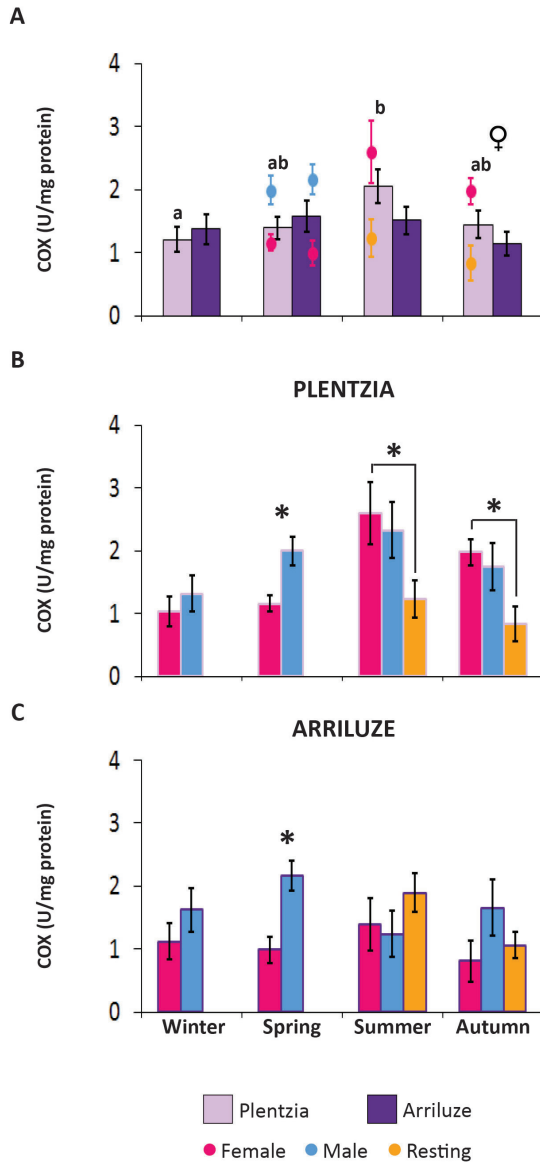 A
COX (U/mg protein)
4
3
2
1
0
a
ab
b
ab
♀
B
PLENTZIA
COX (U/mg protein)
4
3
2
1
0
*
*
*
C
ARRILUZE
COX (U/mg protein)
4
3
2
1
0
*
Winter Spring Summer Autumn
Plentzia Arriluze
Female Male Resting